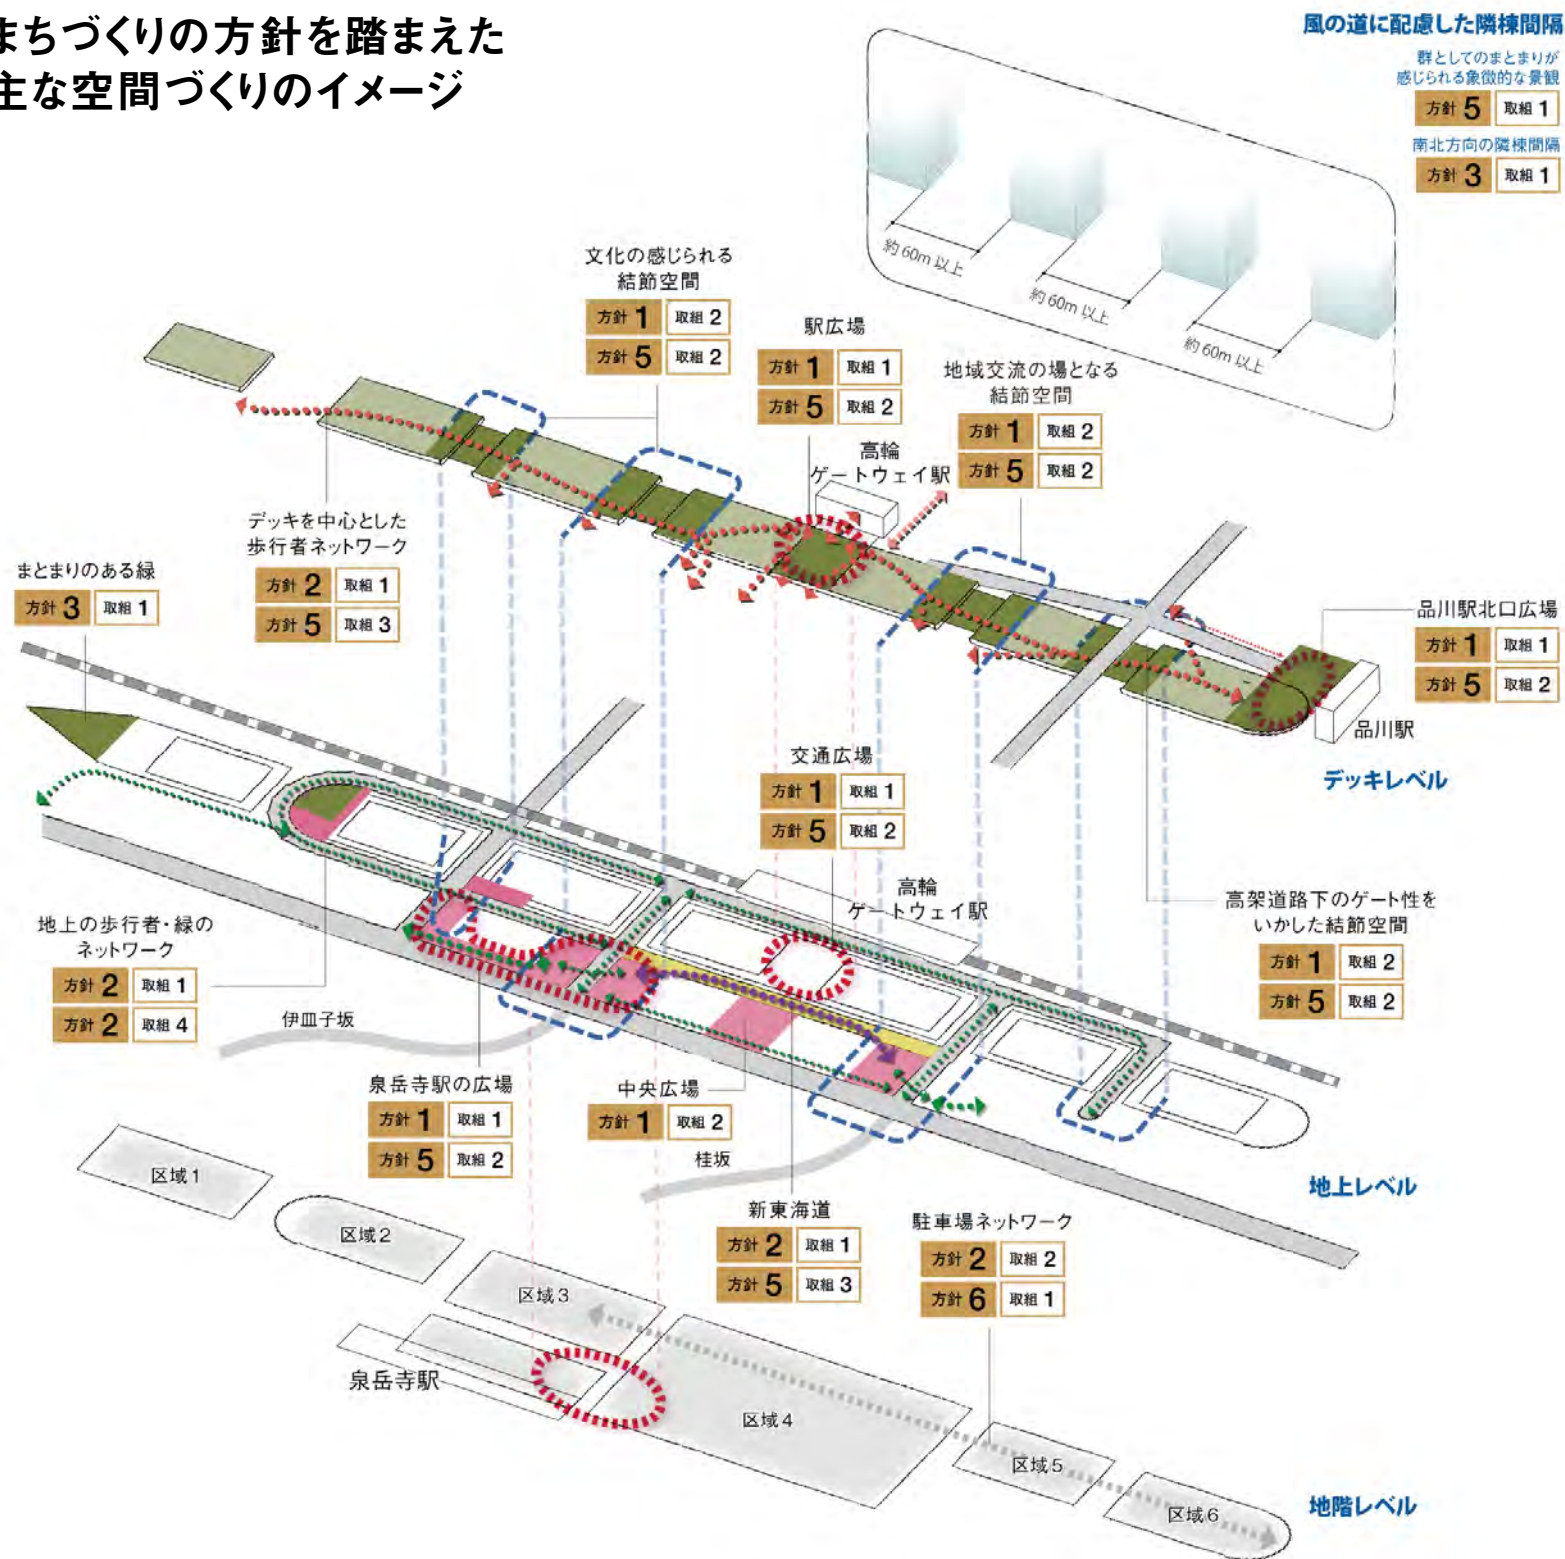 まちづくりの方針を踏まえた
主な空間づくりのイメージ
風の道に配慮した隣棟間隔
群としてのまとまりが
感じられる象徴的な景観
方針 5 取組 1
南北方向の隣棟間隔
方針 3 取組 1
約60m 以上
約60m 以上
約60m 以上
文化の感じられる
結節空間
方針 1 取組 2
方針 5 取組 2
駅広場
方針 1 取組 1
方針 5 取組 2
高輪
ゲートウェイ駅
地域交流の場となる
結節空間
方針 1 取組 2
方針 5 取組 2
デッキを中心とした
歩行者ネットワーク
方針 2 取組 1
方針 5 取組 3
まとまりのある緑
方針 3 取組 1
品川駅北口広場
方針 1 取組 1
方針 5 取組 2
品川駅
デッキレベル
交通広場
方針 1 取組 1
方針 5 取組 2
高輪
ゲートウェイ駅
高架道路下のゲート性を
いかした結節空間
方針 1 取組 2
方針 5 取組 2
地上の歩行者・緑の
ネットワーク
方針 2 取組 1
方針 2 取組 4
伊皿子坂
泉岳寺駅の広場
方針 1 取組 1
方針 5 取組 2
中央広場
方針 1 取組 2
桂坂
新東海道
方針 2 取組 1
方針 5 取組 3
駐車場ネットワーク
方針 2 取組 2
方針 6 取組 1
地上レベル
区域1
区域2
区域3
泉岳寺駅
区域4
区域5
区域6
地階レベル